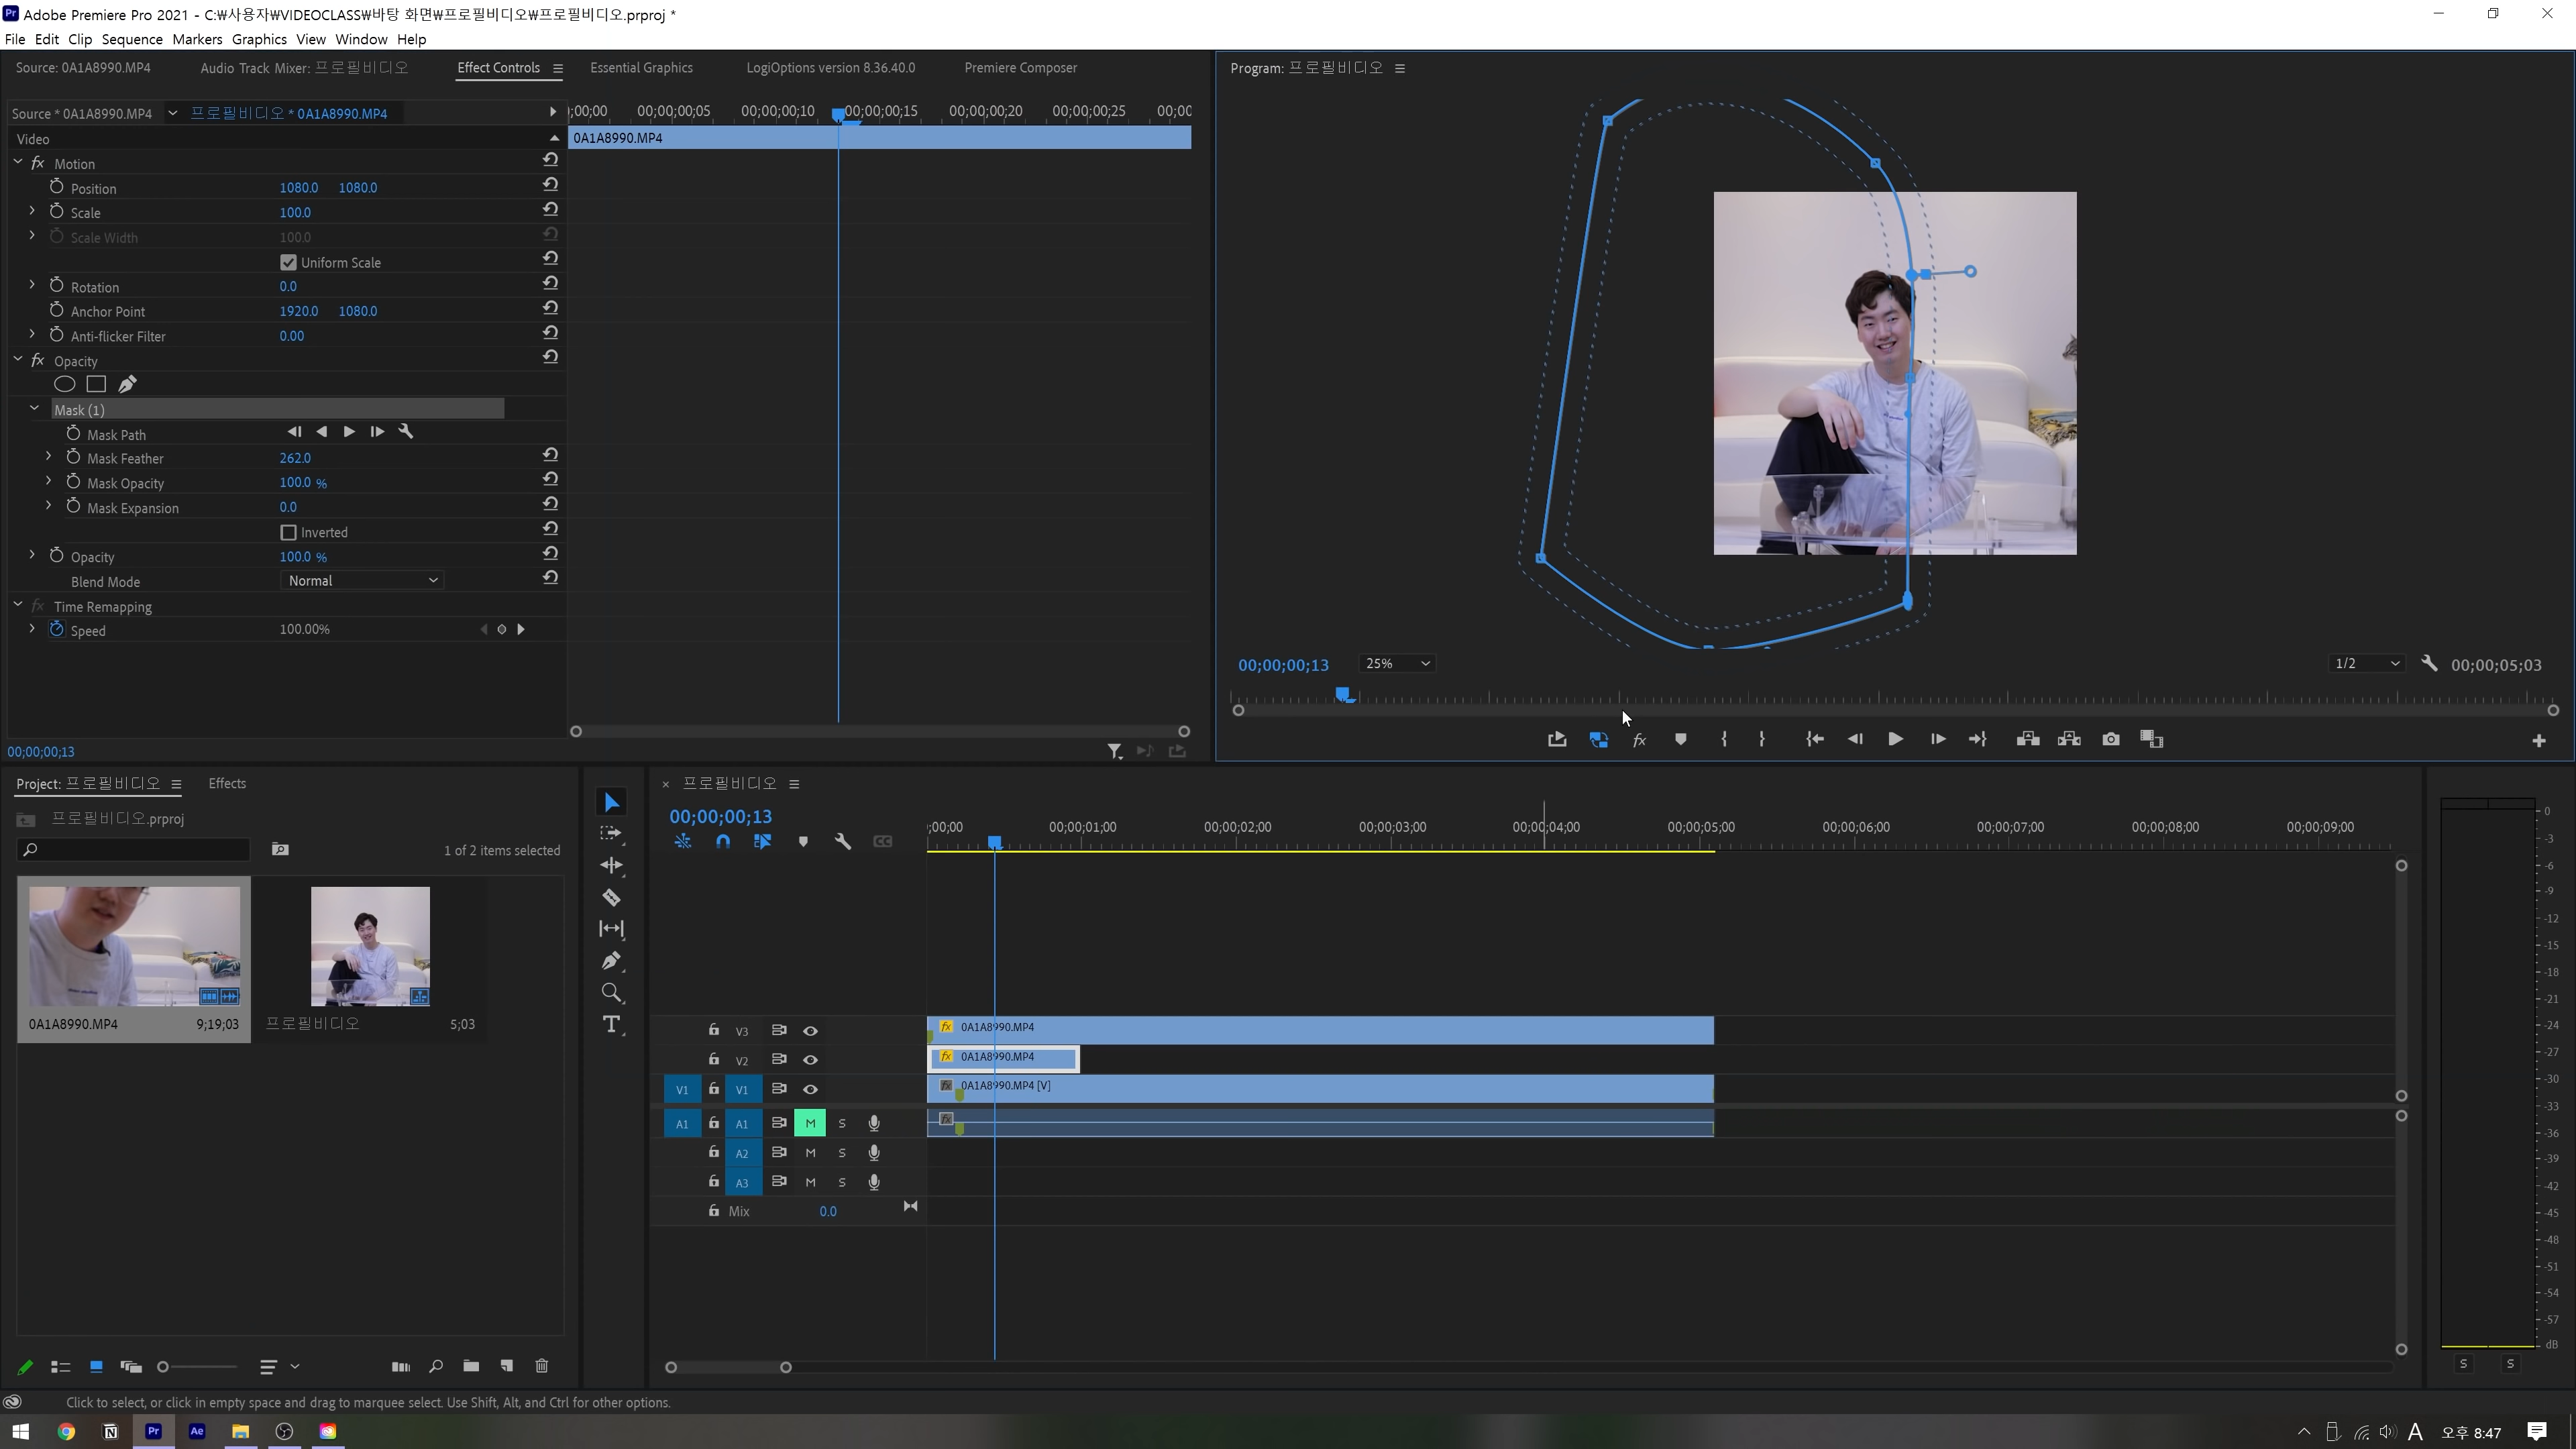 Adobe Premiere Pro 2021 - C:₩사용자₩VIDEOCLASS₩바탕 화면₩프로필비디오₩프로필비디오.prproj *
File Edit Clip Sequence Markers Graphics View Window Help
Source: 0A1A8990.MP4 Audio Track Mixer: 프로필비디오 Effect Controls Essential Graphics LogiOptions version 8.36.40.0 Premiere Composer
Program: 프로필비디오
Source * 0A1A8990.MP4 프로필비디오 * 0A1A8990.MP4
;00;00 00;00;00;05 00;00;00;10 00;00;00;15 00;00;00;20 00;00;00;25 00;00
Video
0A1A8990.MP4
fx Motion
Position 1080.0 1080.0
Scale 100.0
Scale Width 100.0
Uniform Scale
Rotation 0.0
Anchor Point 1920.0 1080.0
Anti-flicker Filter 0.00
fx Opacity
Mask (1)
Mask Path
Mask Feather 262.0
Mask Opacity 100.0 %
Mask Expansion 0.0
Inverted
Opacity 100.0 %
Blend Mode Normal
fx Time Remapping
Speed 100.00%
00;00;00;13
00;00;00;13 25% 1/2 00;00;05;03
fx
Project: 프로필비디오 Effects
프로필비디오.prproj
1 of 2 items selected
0A1A8990.MP4 9;19;03
프로필비디오 5;03
T
× 프로필비디오
00;00;00;13
CC
;00;00 00;00;01;00 00;00;02;00 00;00;03;00 00;00;04;00 00;00;05;00 00;00;06;00 00;00;07;00 00;00;08;00 00;00;09;00
V3 fx 0A1A8990.MP4
V2 fx 0A1A8990.MP4
V1 V1 fx 0A1A8990.MP4 [V]
A1 A1 M S fx
A2 M S
A3 M S
Mix 0.0
0
-3
-6
-9
-12
-15
-18
-21
-24
-27
-30
-33
-36
-39
-42
-45
-48
-51
-54
-57
dB
S S
Click to select, or click in empty space and drag to marquee select. Use Shift, Alt, and Ctrl for other options.
Pr Ae A 오후 8:47